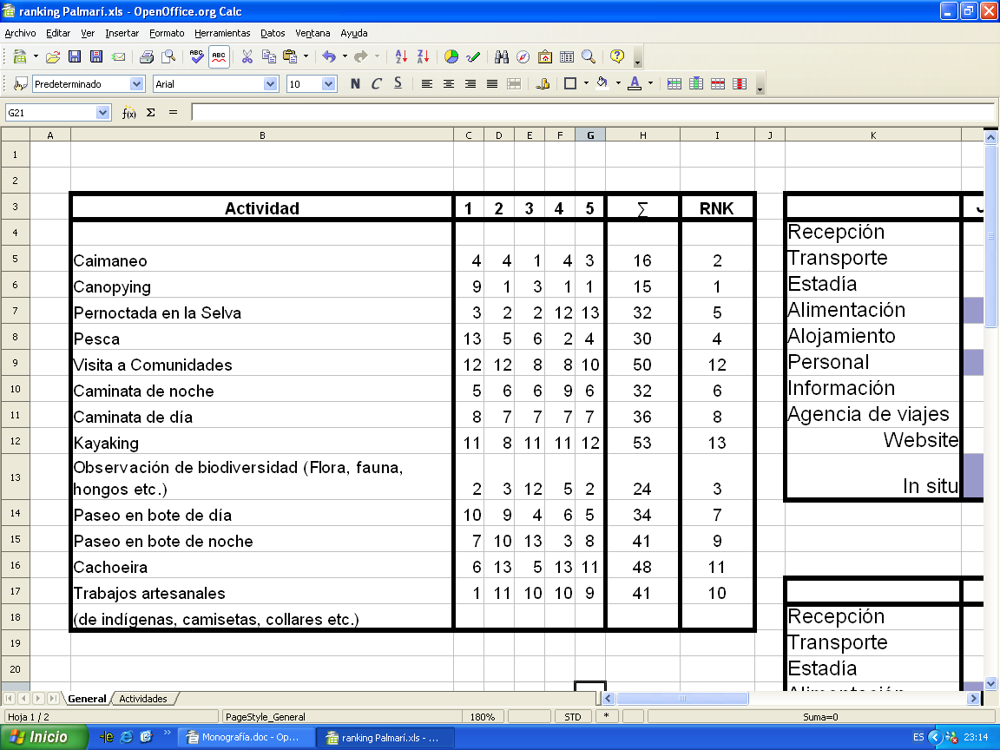 ranking Palmarí.xls - OpenOffice.org Calc
Archivo Editar Ver Insertar Formato Herramientas Datos Ventana Ayuda
Predeterminado Arial 10 N C S
G21 f(x) Σ =
A B C D E F G H I J K
1
2
3 Actividad 1 2 3 4 5 ∑ RNK
4 Recepción
5 Caimaneo 4 4 1 4 3 16 2 Transporte
6 Canopying 9 1 3 1 1 15 1 Estadía
7 Pernoctada en la Selva 3 2 2 12 13 32 5 Alimentación
8 Pesca 13 5 6 2 4 30 4 Alojamiento
9 Visita a Comunidades 12 12 8 8 10 50 12 Personal
10 Caminata de noche 5 6 6 9 6 32 6 Información
11 Caminata de día 8 7 7 7 7 36 8 Agencia de viajes
12 Kayaking 11 8 11 11 12 53 13 Website
Observación de biodiversidad (Flora, fauna,
13 hongos etc.) 2 3 12 5 2 24 3 In situ
14 Paseo en bote de día 10 9 4 6 5 34 7
15 Paseo en bote de noche 7 10 13 3 8 41 9
16 Cachoeira 6 13 5 13 11 48 11
17 Trabajos artesanales 1 11 10 10 9 41 10
18 (de indígenas, camisetas, collares etc.) Recepción
19 Transporte
20 Estadía
Alimentación
General Actividades
Hoja 1 / 2 PageStyle_General 180% STD * Suma=0
Inicio Monografía.doc - Op... ranking Palmarí.xls - ... ES 23:14